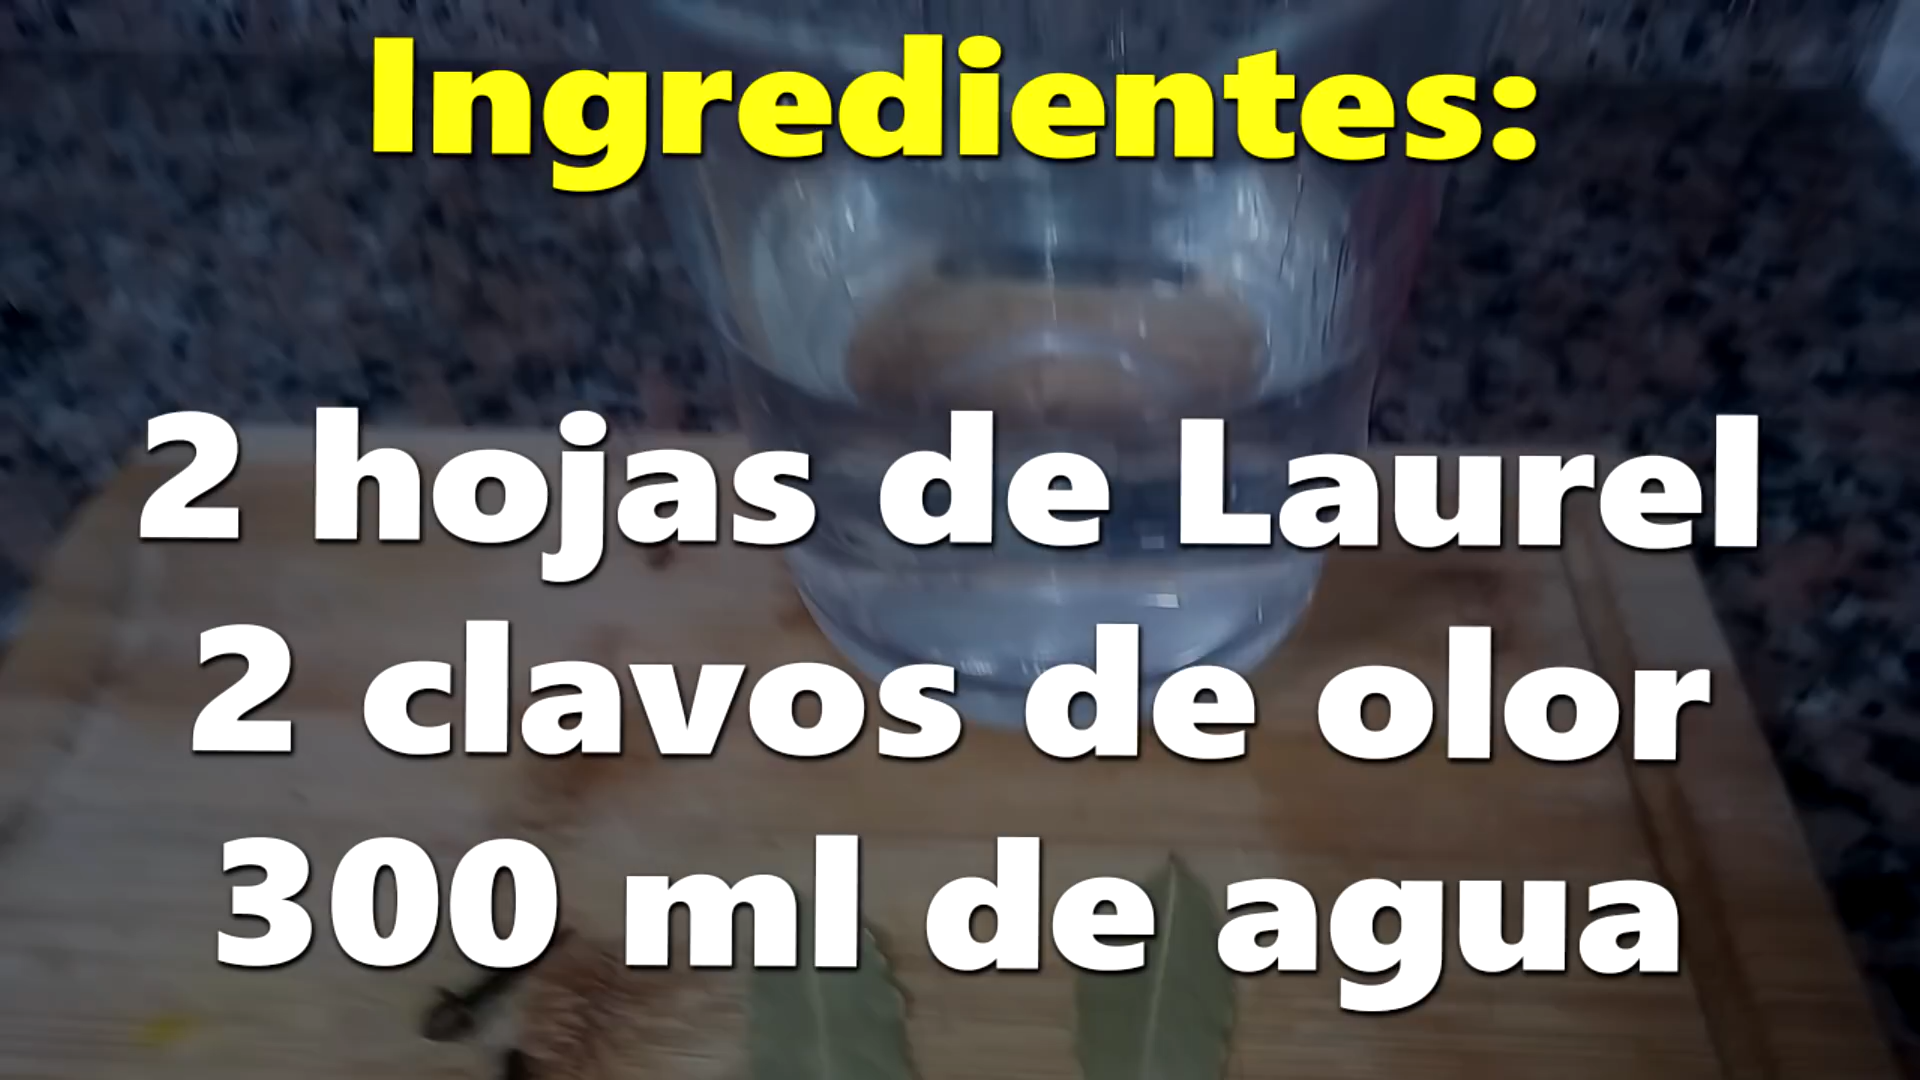 Ingredientes:
2 hojas de Laurel
2 clavos de olor
300 ml de agua